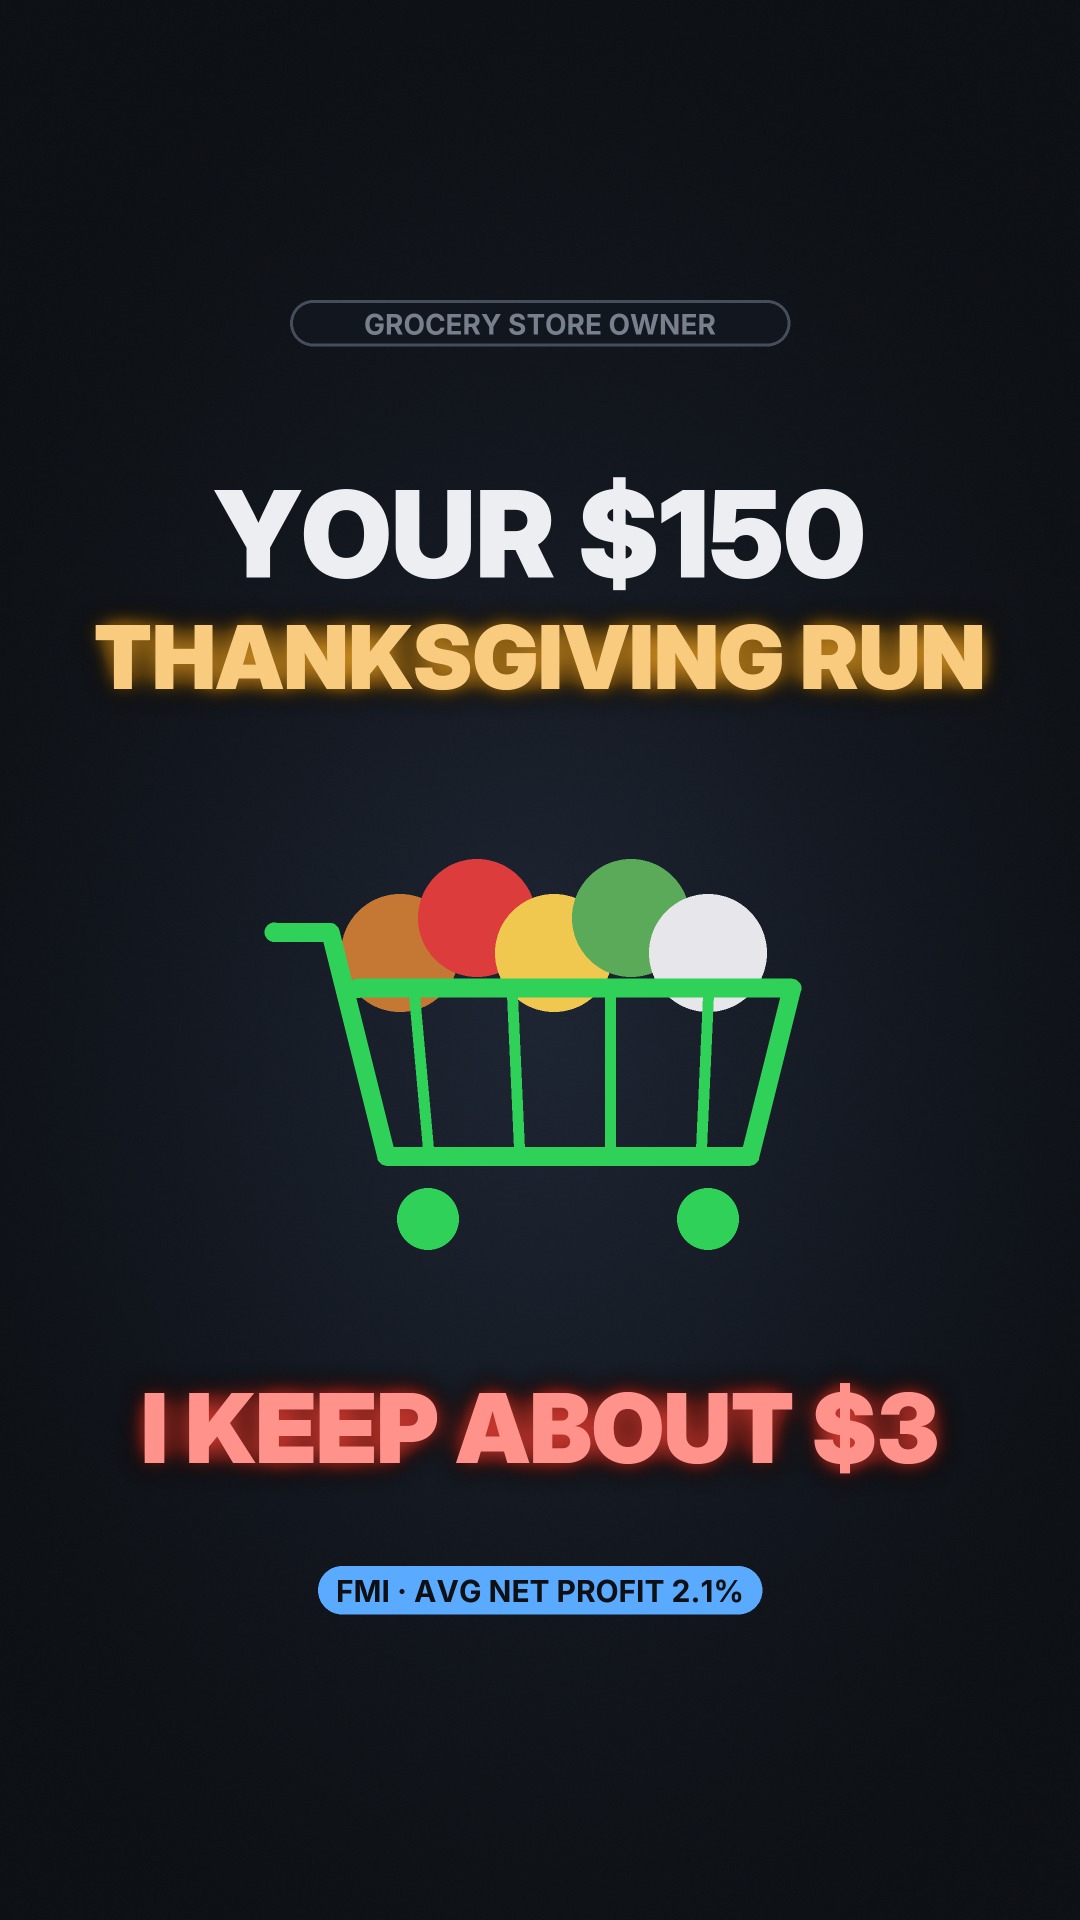 GROCERY STORE OWNER
YOUR $150
THANKSGIVING RUN
I KEEP ABOUT $3
FMI · AVG NET PROFIT 2.1%